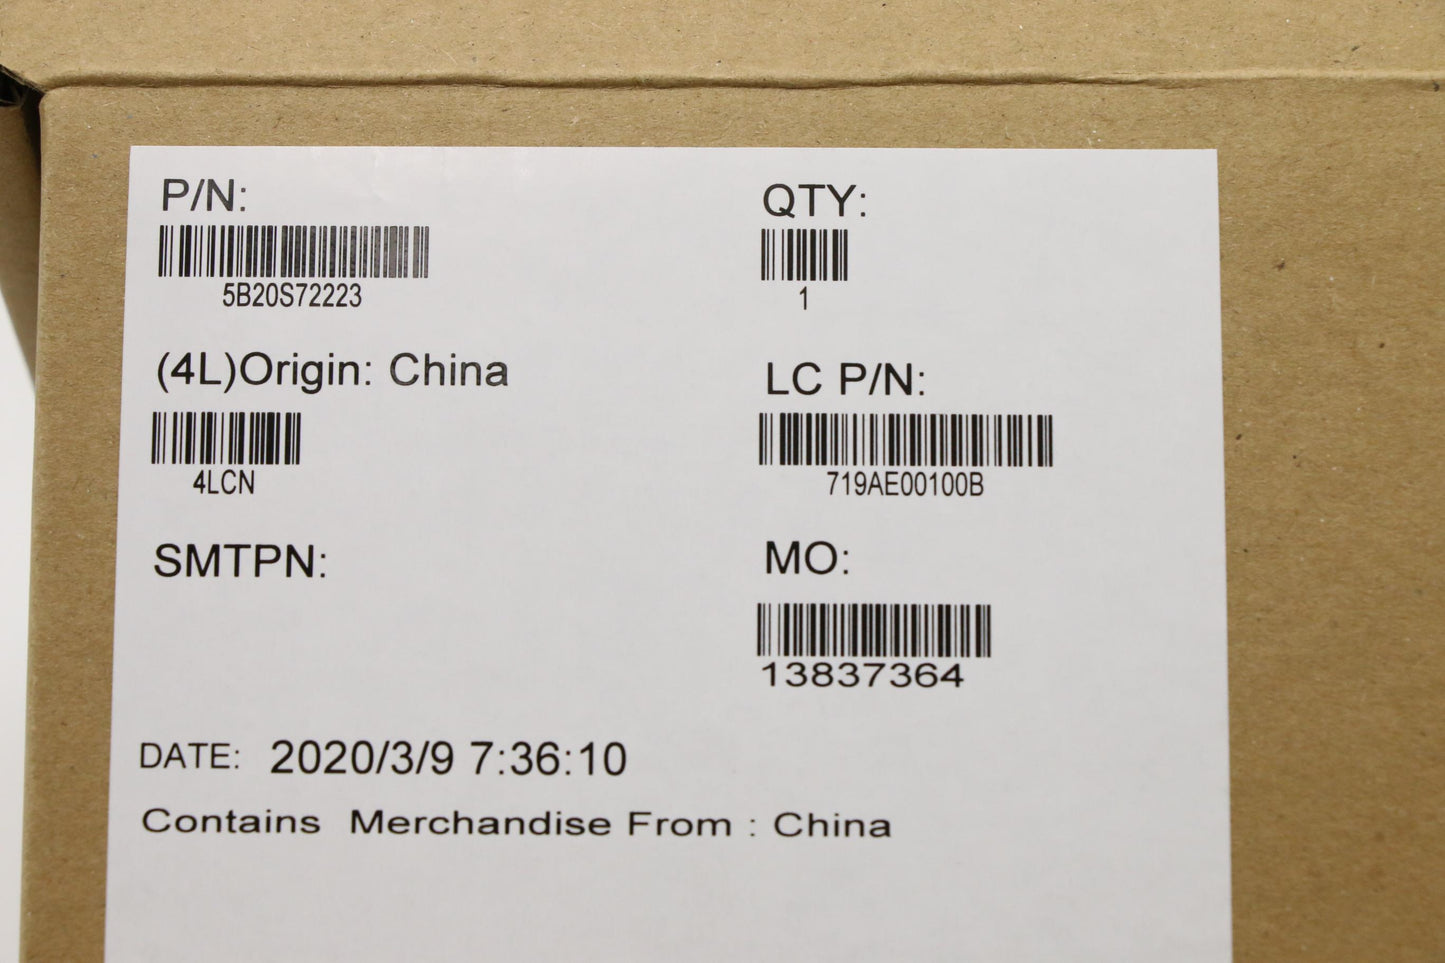 P/N:
5B20S72223
QTY:
1
(4L)Origin: China
4LCN
LC P/N:
719AE00100B
SMTPN:
MO:
13837364
DATE: 2020/3/9 7:36:10
Contains Merchandise From : China